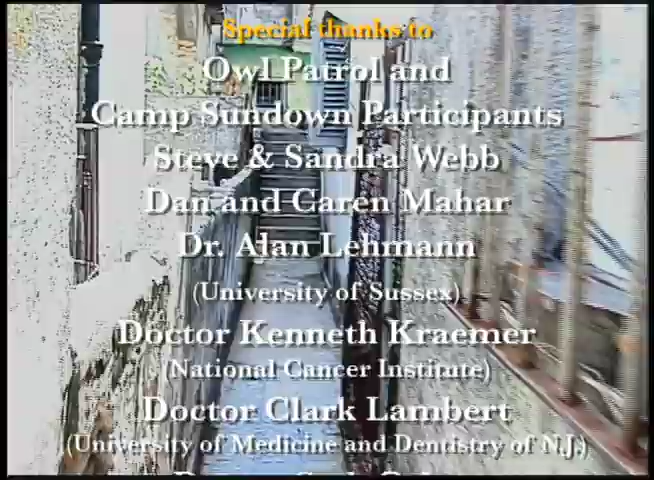 Special thanks to
Owl Patrol and
Camp Sundown Participants
Steve & Sandra Webb
Dan and Caren Mahar
Dr. Alan Lehmann
(University of Sussex)
Doctor Kenneth Kraemer
(National Cancer Institute)
Doctor Clark Lambert
(University of Medicine and Dentistry of N.J.)